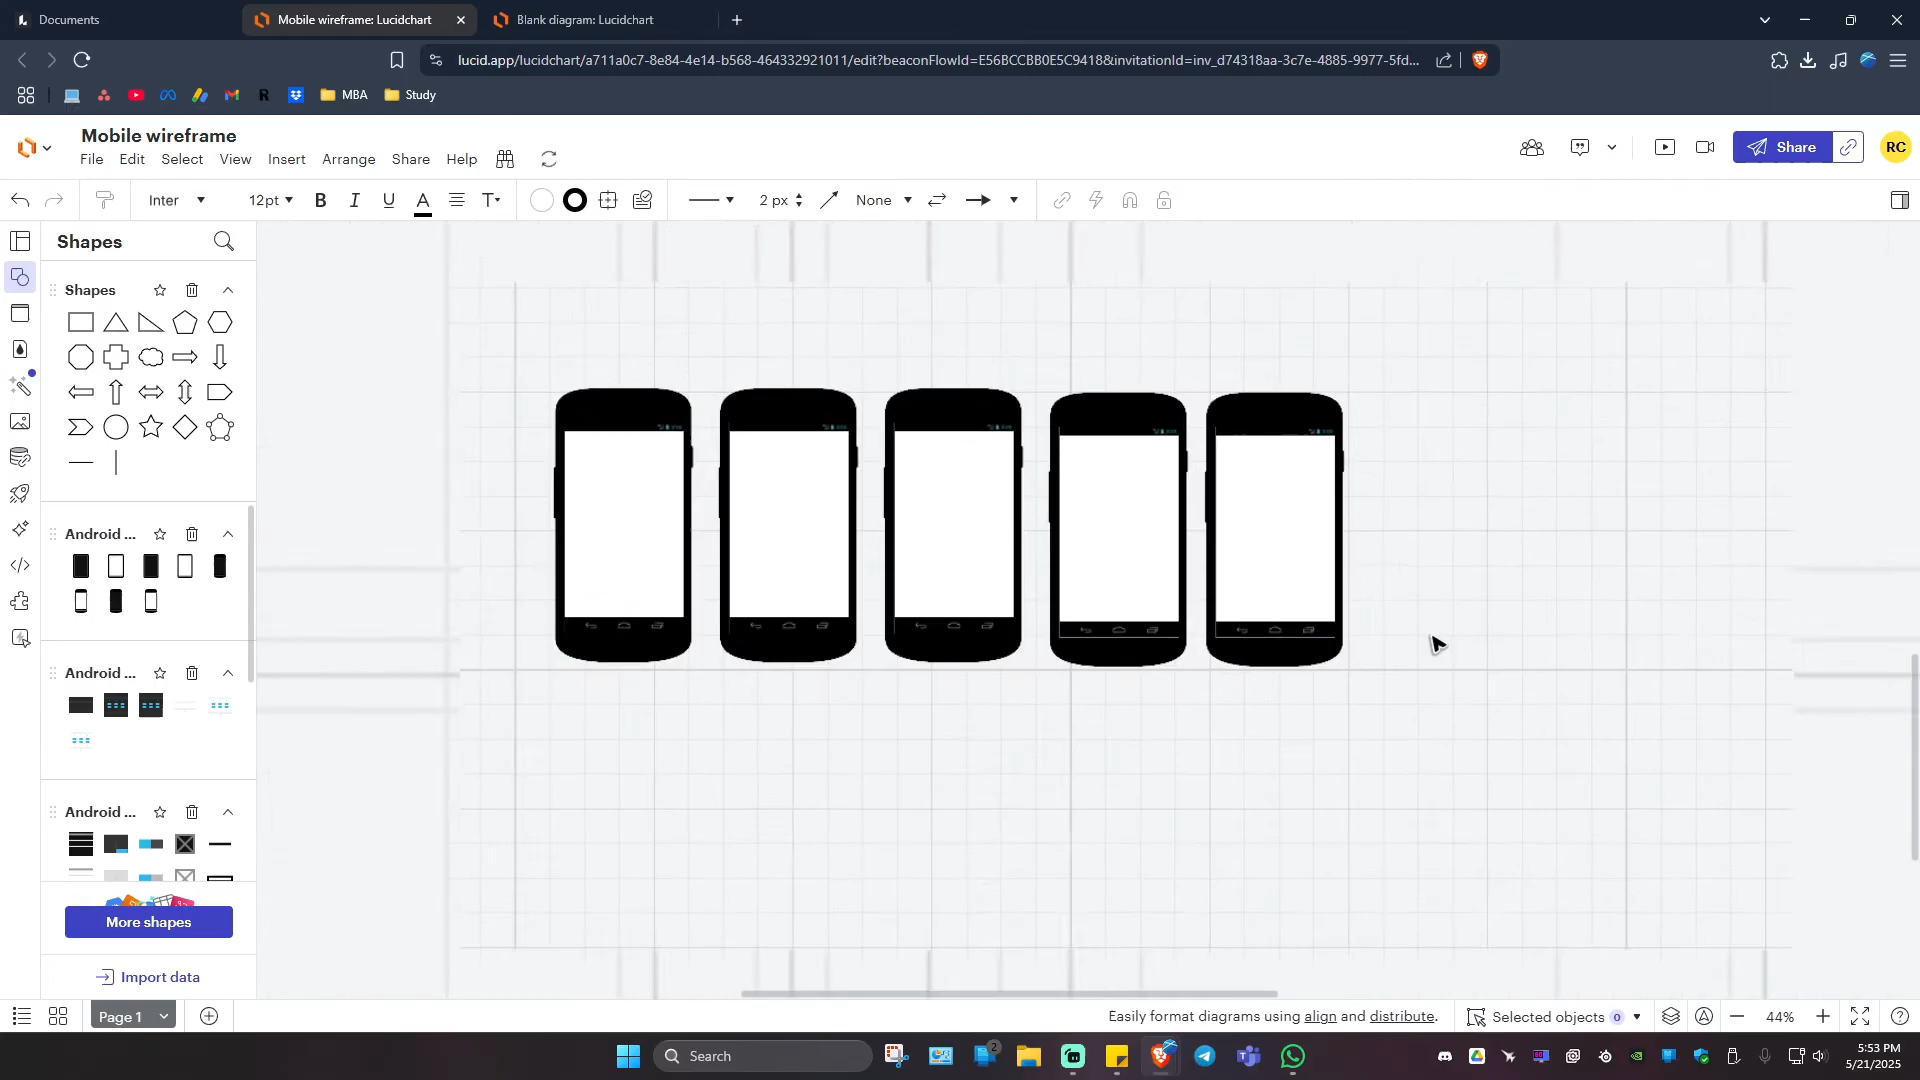 Documents
Mobile wireframe: Lucidchart
Blank diagram: Lucidchart
lucid.app/lucidchart/a711a0c7-8e84-4e14-b568-464332921011/edit?beaconFlowId=E56BCCBB0E5C9418&invitationId=inv_d74318aa-3c7e-4885-9977-5fd...
MBA
Study
Mobile wireframe
File Edit Select View Insert Arrange Share Help
Share
RC
Inter 12pt B I U A T 2 px None
Shapes
Shapes
Android ...
Android ...
Android ...
More shapes
Import data
Page 1
Easily format diagrams using align and distribute.
Selected objects 0
44%
Search
2
5:53 PM
5/21/2025